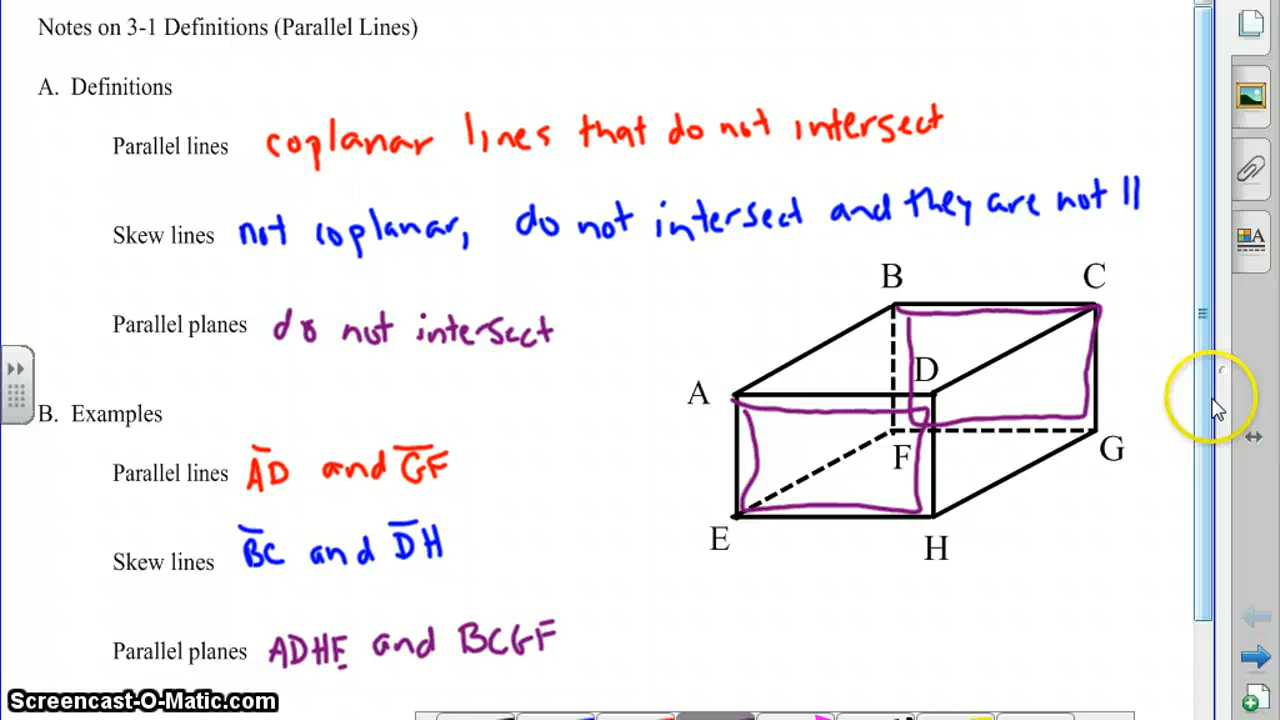 Notes on 3-1 Definitions (Parallel Lines)
A. Definitions
Parallel lines coplanar lines that do not intersect
Skew lines not coplanar, do not intersect and they are not ||
Parallel planes do not intersect
B C
D
A
F
G
E
H
B. Examples
Parallel lines AD and GF
Skew lines BC and DH
Parallel planes ADHE and BCGF
Screencast-O-Matic.com